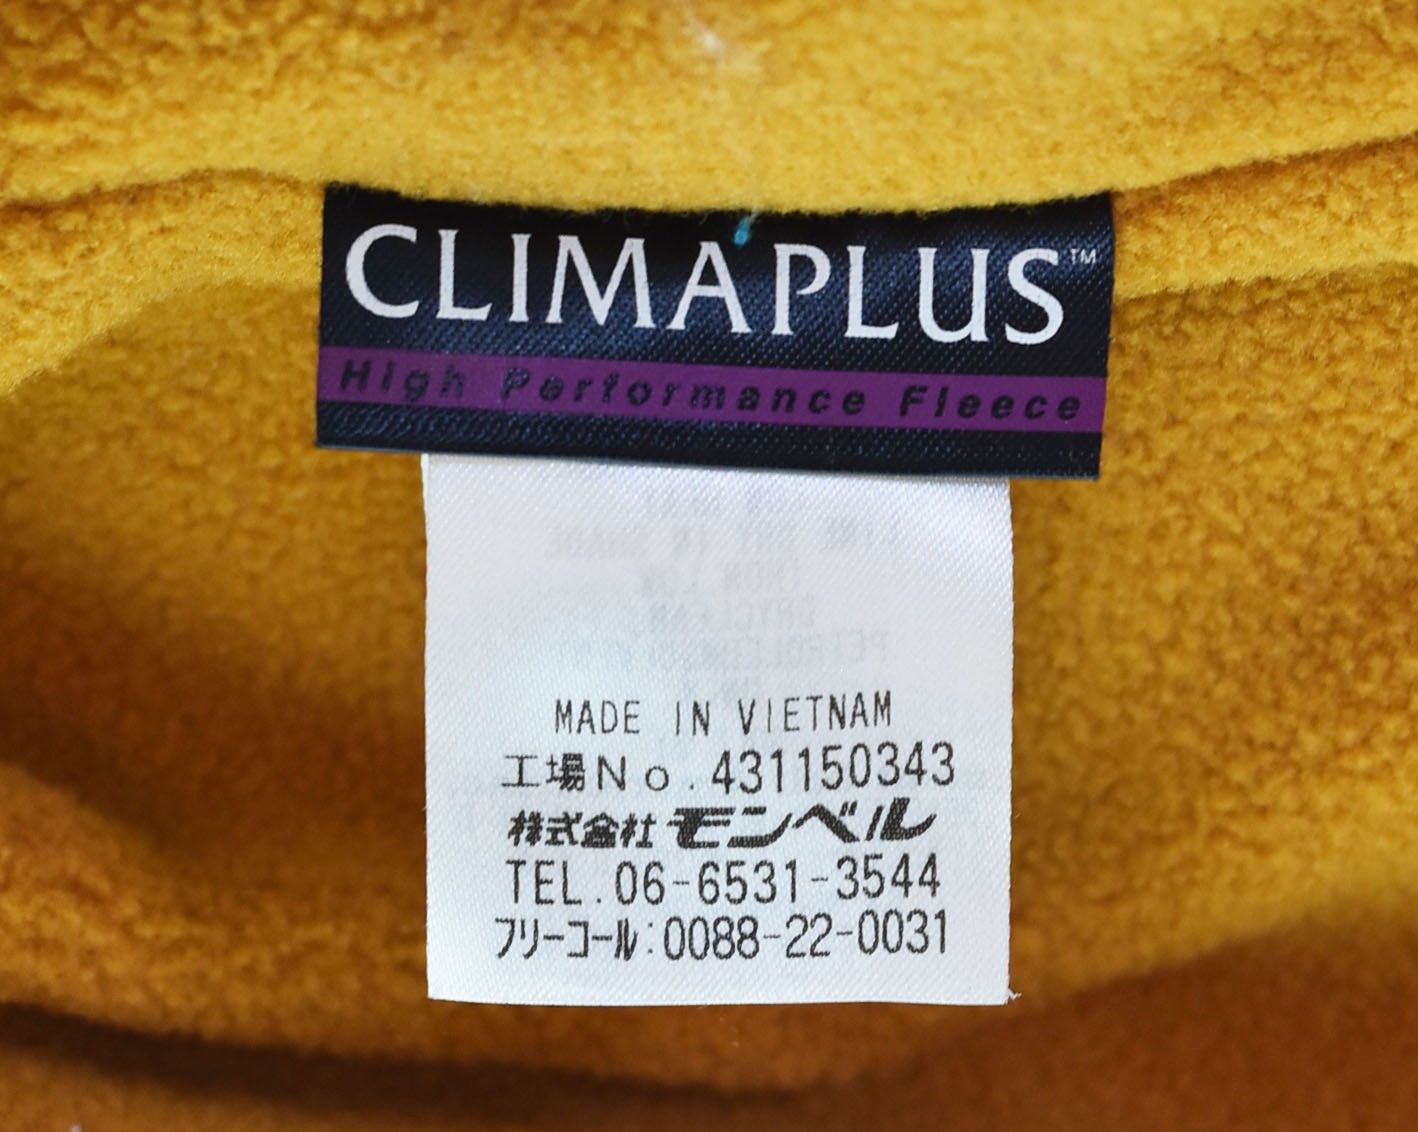 CLIMAPLUS™
High Performance Fleece
MADE IN VIETNAM
工場No.431150343
株式会社モンベル
TEL.06-6531-3544
フリーコール:0088-22-0031